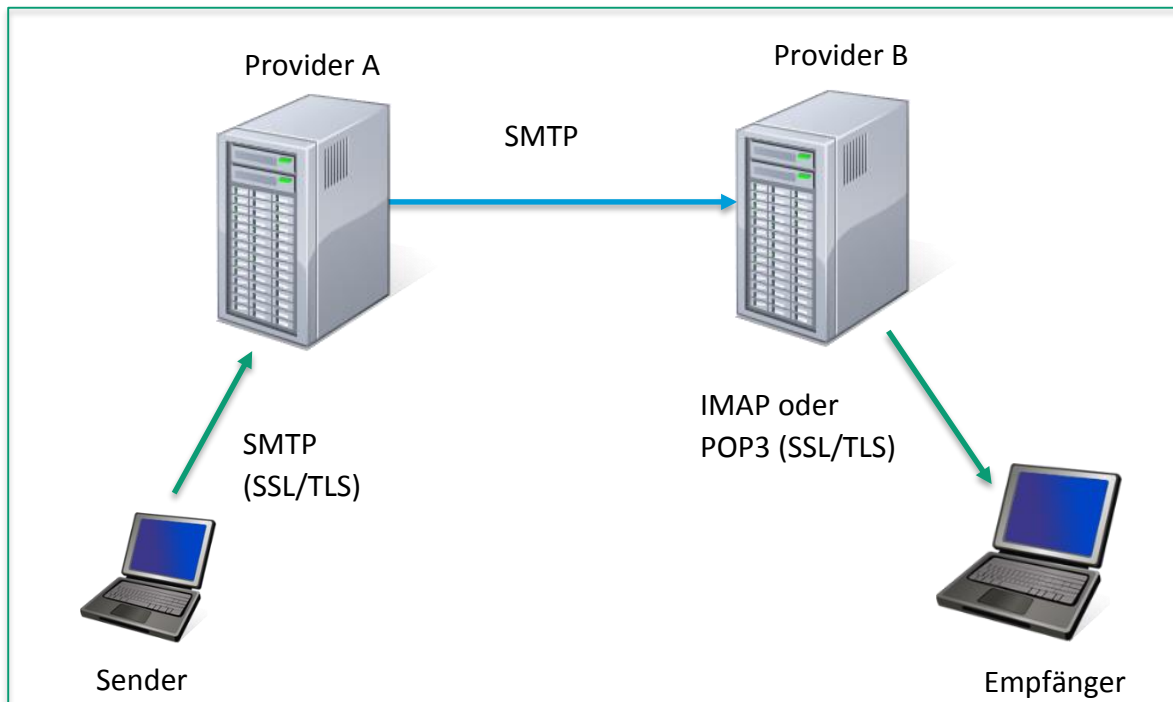 Provider A
Provider B
SMTP
SMTP
(SSL/TLS)
IMAP oder
POP3 (SSL/TLS)
Sender
Empfänger